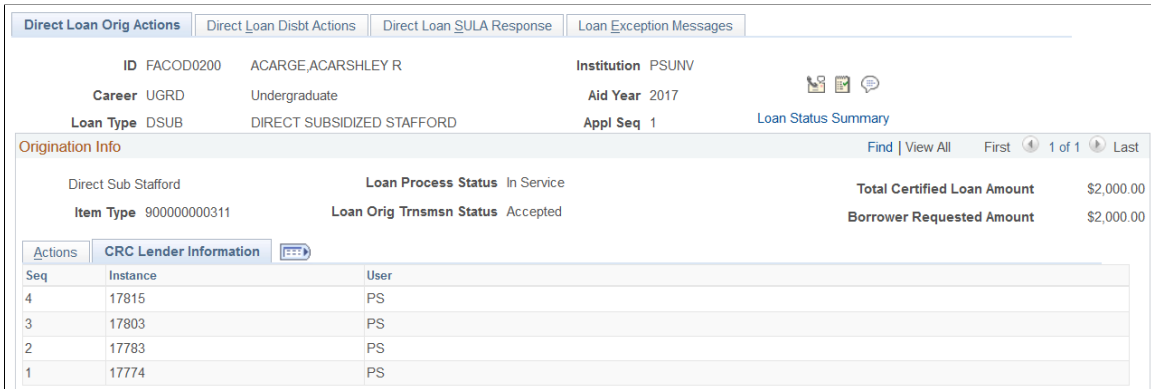 Direct Loan Orig Actions Direct Loan Disbt Actions Direct Loan SULA Response Loan Exception Messages
ID FACOD0200 ACARGE,ACARSHLEY R Institution PSUNV
Career UGRD Undergraduate Aid Year 2017
Loan Type DSUB DIRECT SUBSIDIZED STAFFORD Appl Seq 1 Loan Status Summary
Origination Info Find | View All First 1 of 1 Last
Direct Sub Stafford Loan Process Status In Service Total Certified Loan Amount $2,000.00
Item Type 900000000311 Loan Orig Trnsmsn Status Accepted Borrower Requested Amount $2,000.00
Actions CRC Lender Information
Seq Instance User
4 17815 PS
3 17803 PS
2 17783 PS
1 17774 PS